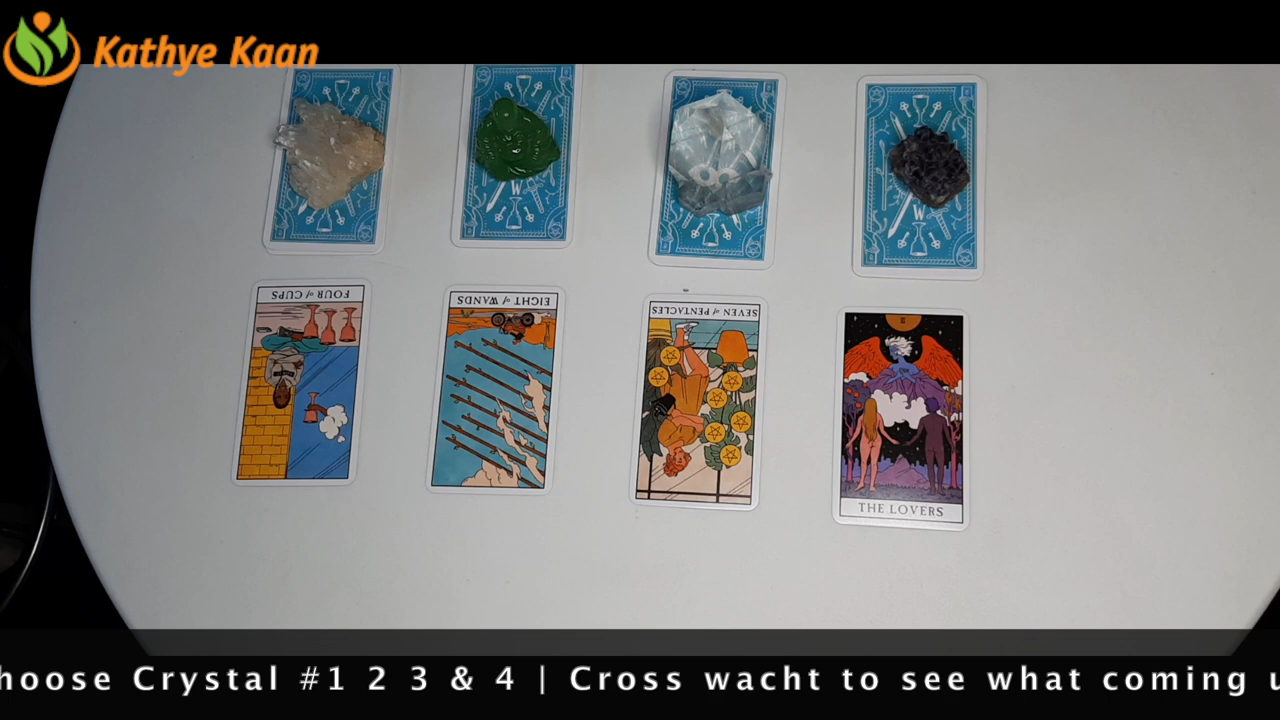 Kathye Kaan
FOUR of CUPS
EIGHT of WANDS
SEVEN of PENTACLES
THE LOVERS
hoose Crystal #1 2 3 & 4 | Cross wacht to see what coming u